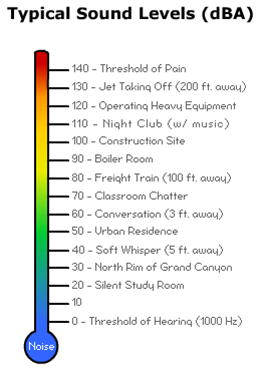 Typical Sound Levels (dBA)
140 - Threshold of Pain
130 - Jet Taking Off (200 ft. away)
120 - Operating Heavy Equipment
110 - Night Club (w/ music)
100 - Construction Site
90 - Boiler Room
80 - Freight Train (100 ft. away)
70 - Classroom Chatter
60 - Conversation (3 ft. away)
50 - Urban Residence
40 - Soft Whisper (5 ft. away)
30 - North Rim of Grand Canyon
20 - Silent Study Room
10
0 - Threshold of Hearing (1000 Hz)
Noise